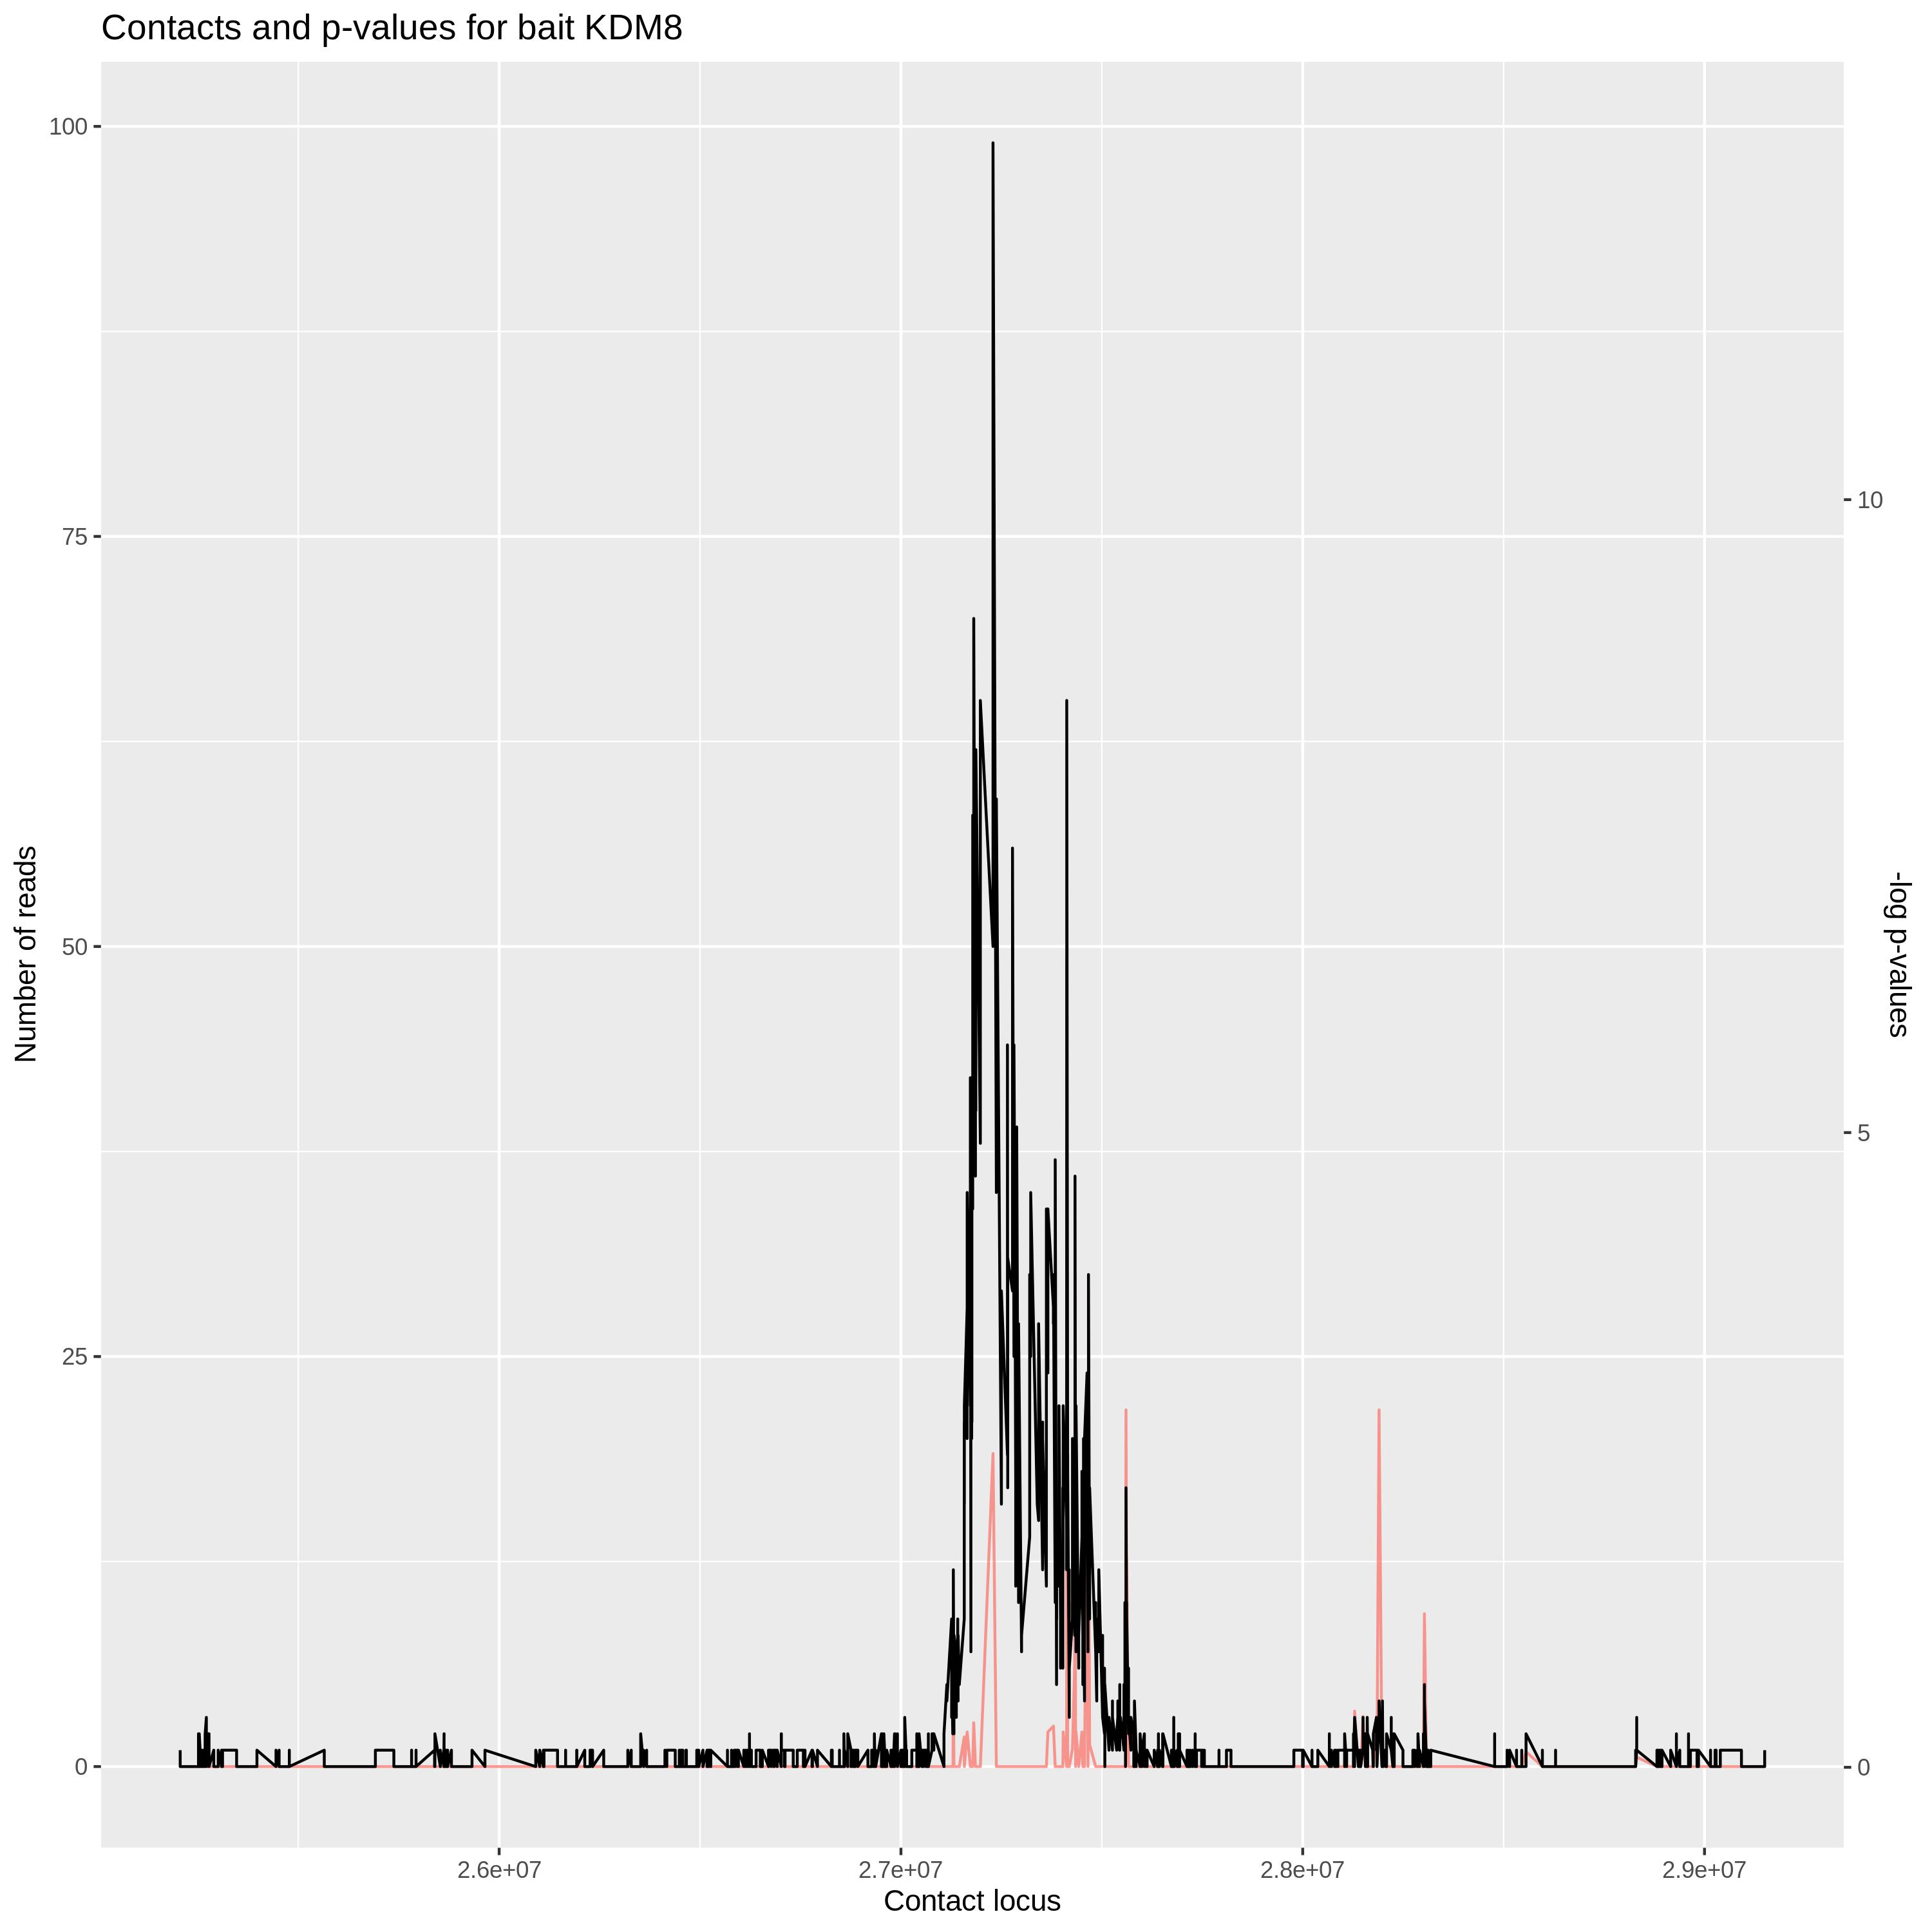 Contacts and p-values for bait KDM8
100
75
50
25
0
Number of reads
10
5
0
-log p-values
2.6e+07
2.7e+07
2.8e+07
2.9e+07
Contact locus